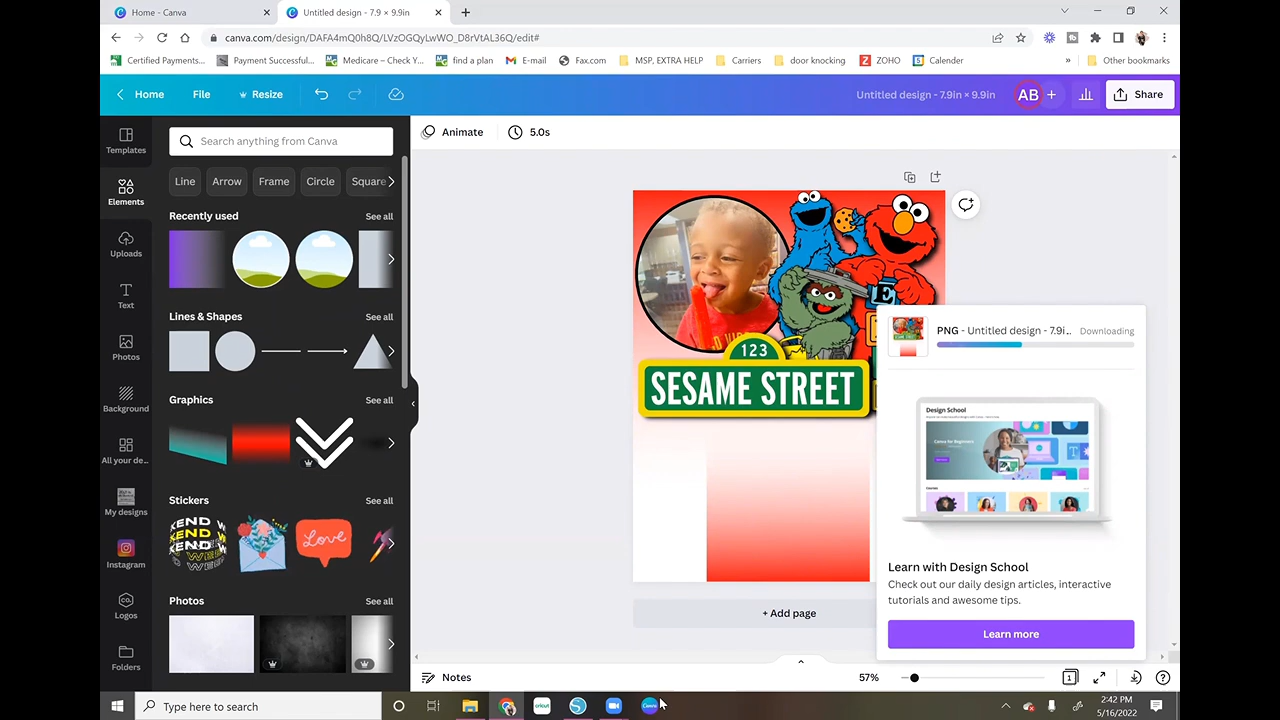 Home - Canva
Untitled design - 7.9 × 9.9in
canva.com/design/DAFA4mQ0h8Q/LVzOGQyLwWO_D8rVtAL36Q/edit#
Certified Payments...
Payment Successful...
Medicare – Check Y...
find a plan
E-mail
Fax.com
MSP, EXTRA HELP
Carriers
door knocking
ZOHO
Calender
»
Other bookmarks
Home
File
Resize
Untitled design - 7.9in × 9.9in
AB
Share
Templates
Elements
Uploads
Text
Photos
Background
All your de...
My designs
Instagram
Logos
Folders
Search anything from Canva
Line
Arrow
Frame
Circle
Square
Recently used
See all
Lines & Shapes
See all
Graphics
See all
Stickers
See all
Love
Photos
See all
Animate
5.0s
E
123
SESAME STREET
+ Add page
PNG - Untitled design - 7.9i...
Downloading
Design School
Learn with Design School
Check out our daily design articles, interactive
tutorials and awesome tips.
Learn more
Notes
57%
1
Type here to search
2:42 PM
5/16/2022